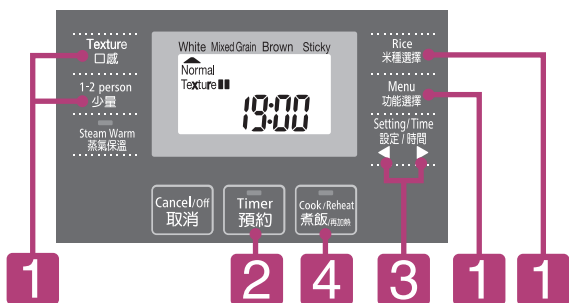 Texture
口感
1-2 person
少量
Steam Warm
蒸氣保溫
White Mixed Grain Brown Sticky
Normal
Texture
19:00
Rice
米種選擇
Menu
功能選擇
Setting/Time
設定/時間
Cancel/Off
取消
Timer
預約
Cook/Reheat
煮飯/再加熱
1 2 4 3 1 1